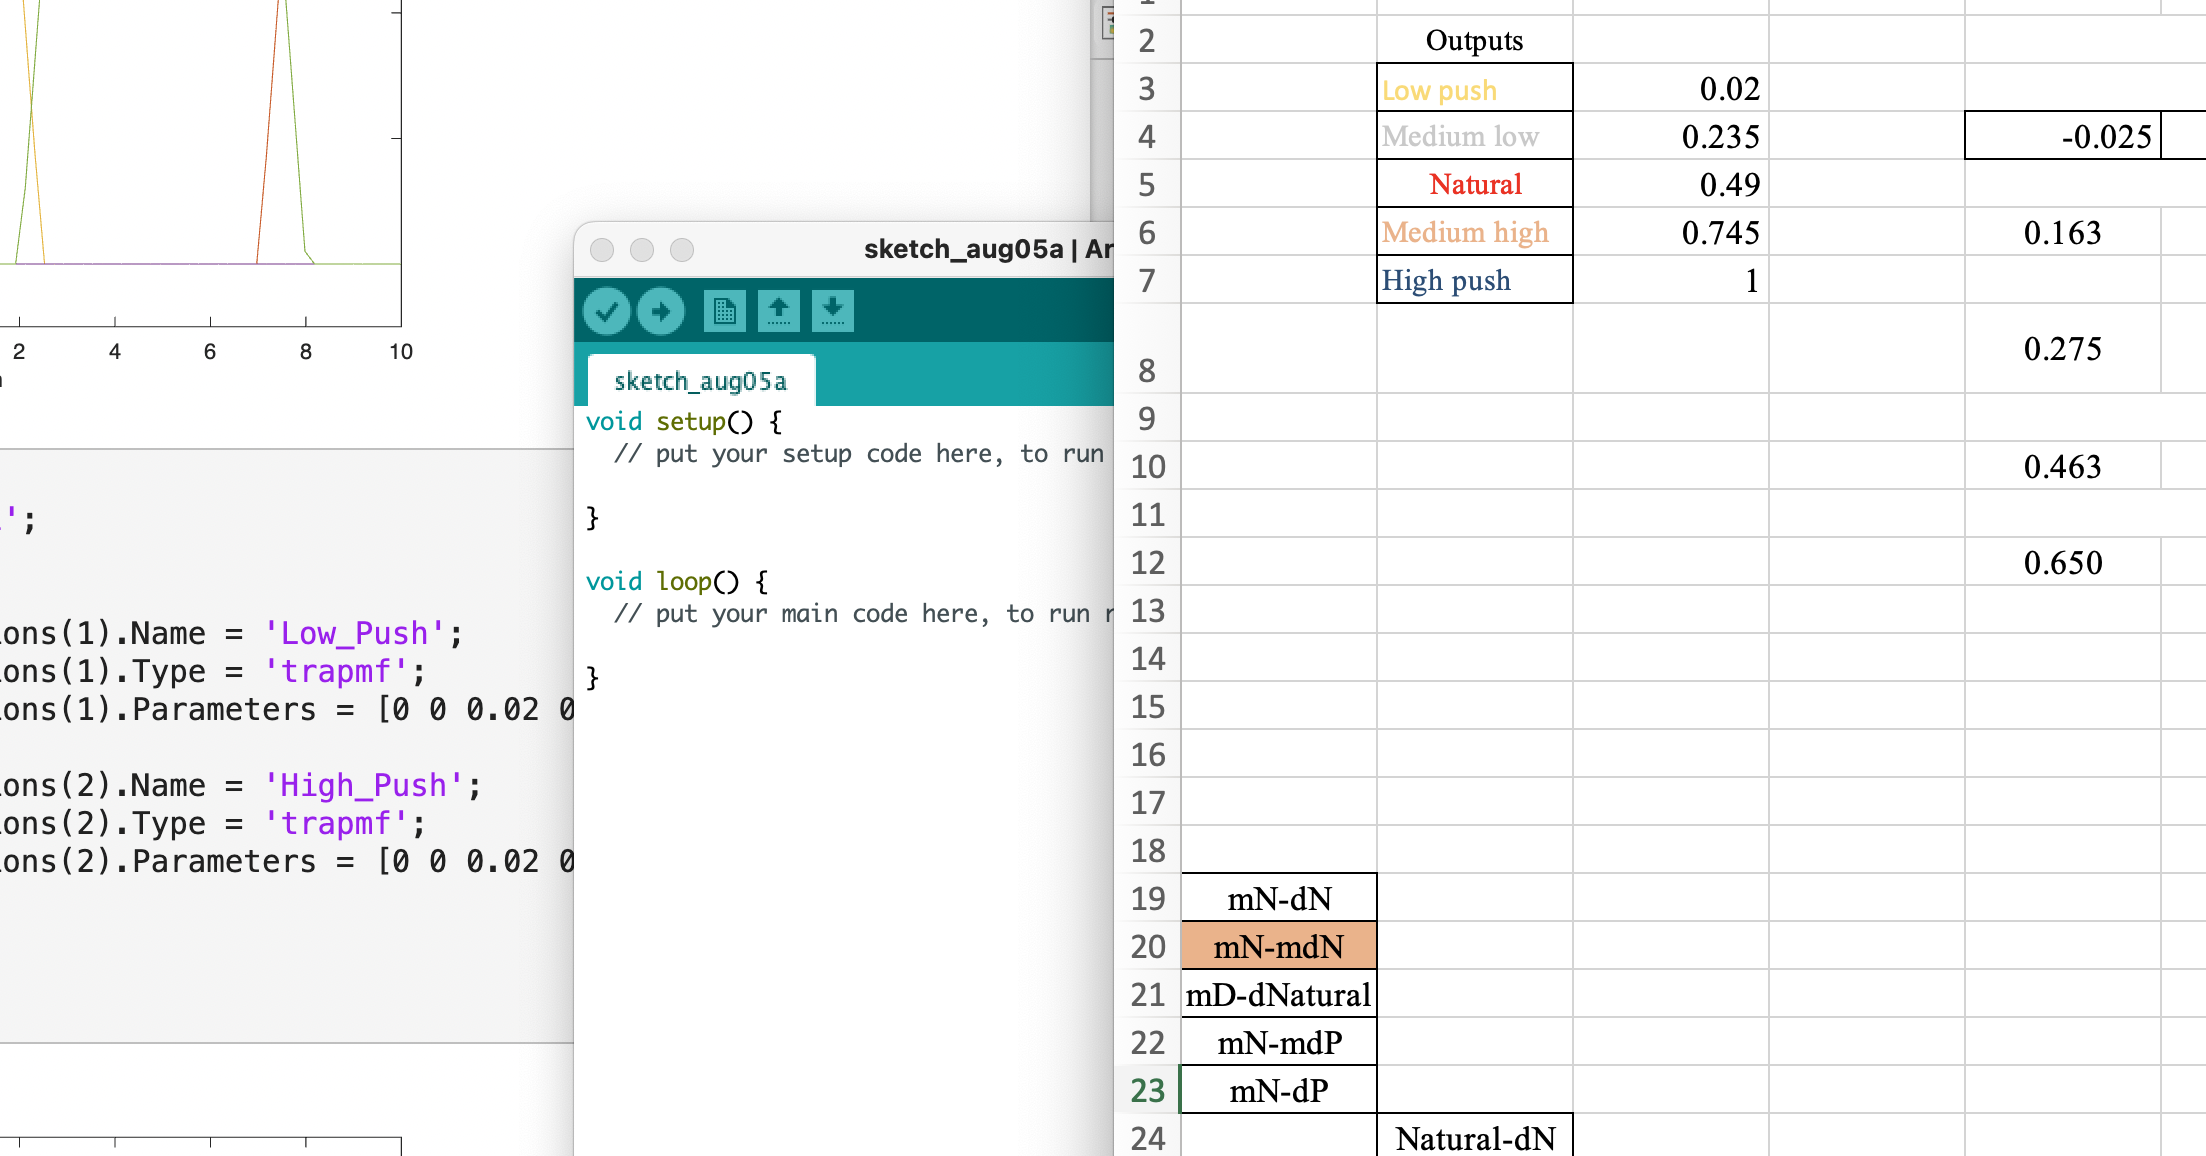 2 4 6 8 10
';
ons(1).Name = 'Low_Push';
ons(1).Type = 'trapmf';
ons(1).Parameters = [0 0 0.02 0
ons(2).Name = 'High_Push';
ons(2).Type = 'trapmf';
ons(2).Parameters = [0 0 0.02 0
sketch_aug05a | Ar
sketch_aug05a
void setup() {
// put your setup code here, to run
}
void loop() {
// put your main code here, to run r
}
2 Outputs
3 Low push 0.02
4 Medium low 0.235 -0.025
5 Natural 0.49
6 Medium high 0.745 0.163
7 High push 1
8 0.275
9
10 0.463
11
12 0.650
13
14
15
16
17
18
19 mN-dN
20 mN-mdN
21 mD-dNatural
22 mN-mdP
23 mN-dP
24 Natural-dN